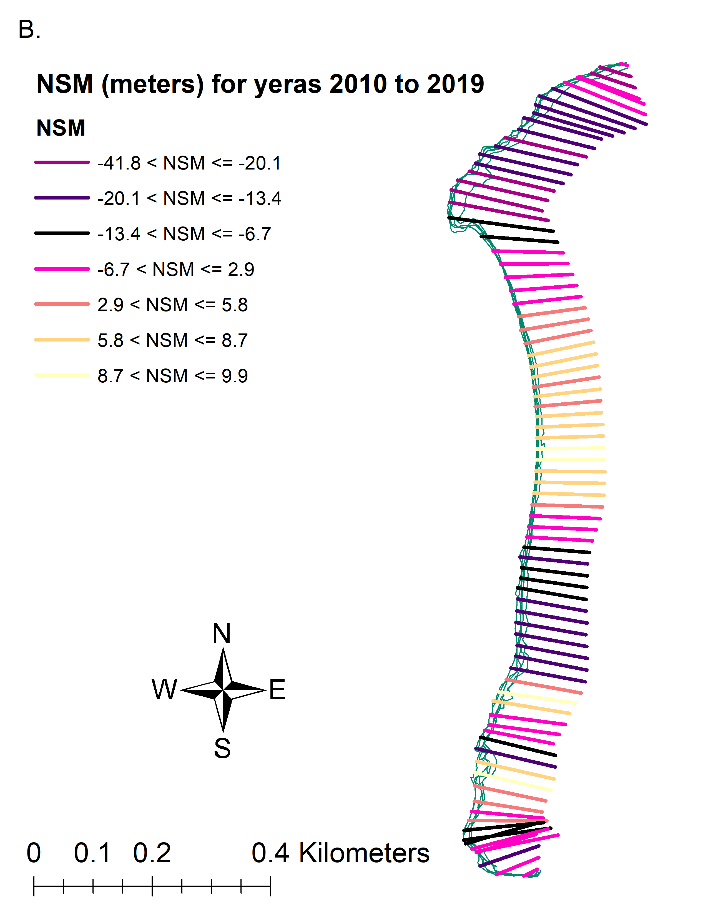 B.
NSM (meters) for yeras 2010 to 2019
NSM
-41.8 < NSM <= -20.1
-20.1 < NSM <= -13.4
-13.4 < NSM <= -6.7
-6.7 < NSM <= 2.9
2.9 < NSM <= 5.8
5.8 < NSM <= 8.7
8.7 < NSM <= 9.9
N
W E
S
0 0.1 0.2 0.4 Kilometers